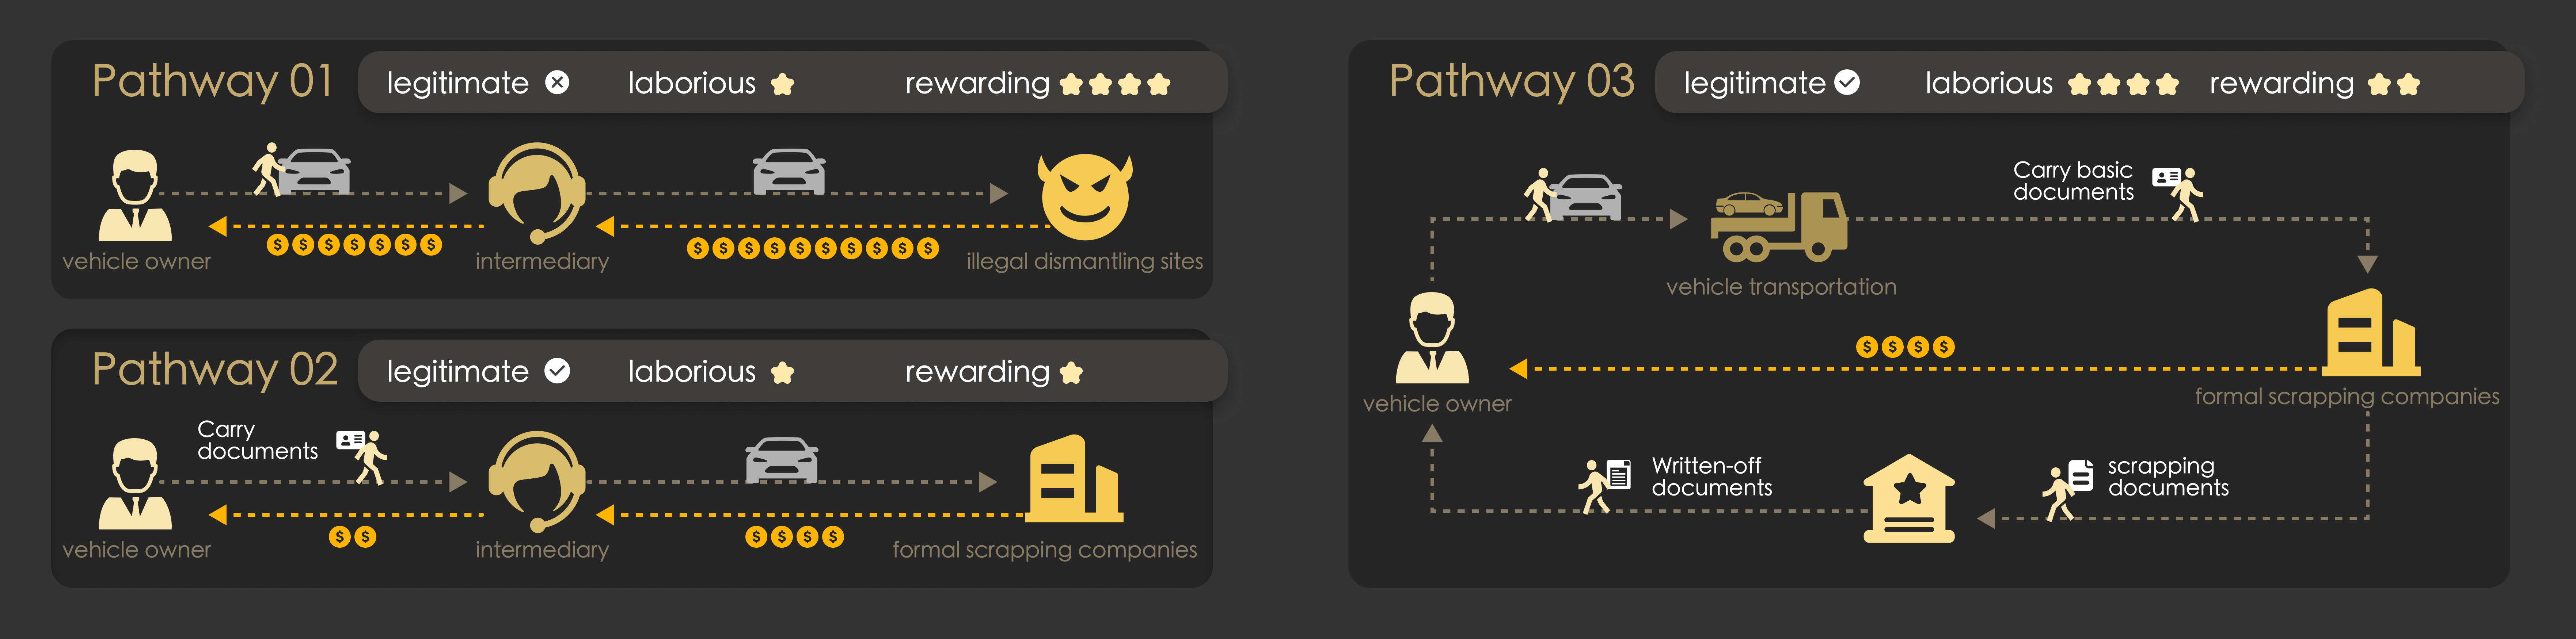 Pathway 01
legitimate
laborious
rewarding
vehicle owner
intermediary
illegal dismantling sites
Pathway 02
legitimate
laborious
rewarding
Carry
documents
vehicle owner
intermediary
formal scrapping companies
Pathway 03
legitimate
laborious
rewarding
Carry basic
documents
vehicle transportation
vehicle owner
formal scrapping companies
Written-off
documents
scrapping
documents